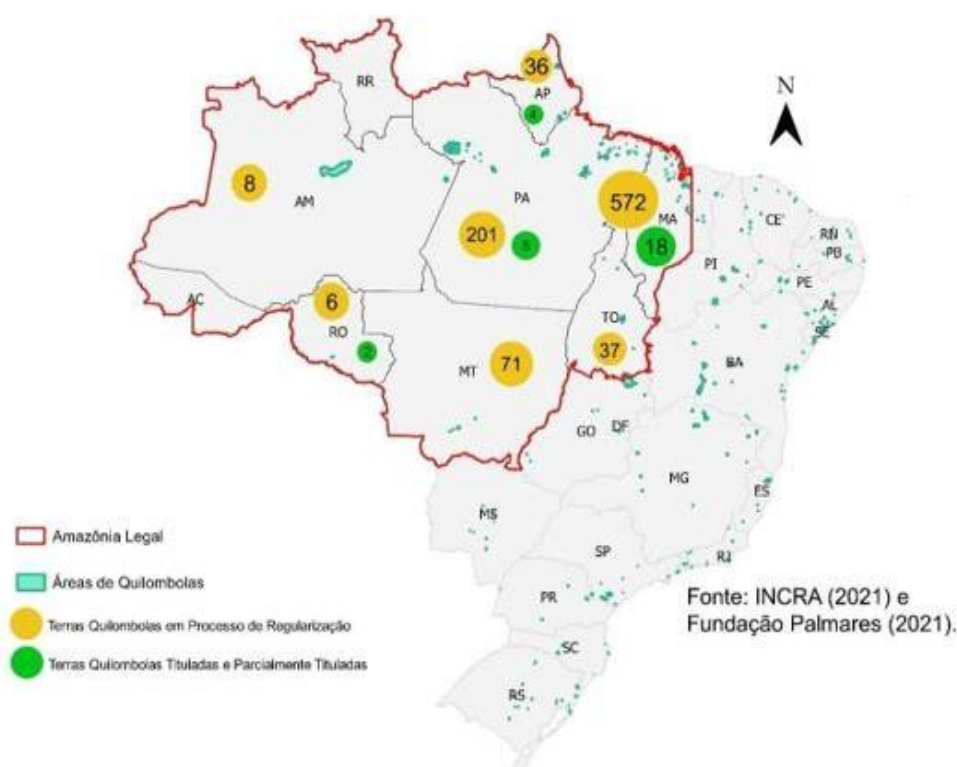 36
RR
AP
4
N
8
AM
PA
572
MA
CE
201
18
RN
PB
PI
PE
AC
6
TO
AL
SE
RO
2
MT
71
37
BA
GO
DF
MG
ES
MS
SP
RJ
PR
SC
RS
Amazônia Legal
Áreas de Quilombolas
Terras Quilombolas em Processo de Regularização
Terras Quilombolas Tituladas e Parcialmente Tituladas
Fonte: INCRA (2021) e
Fundação Palmares (2021).